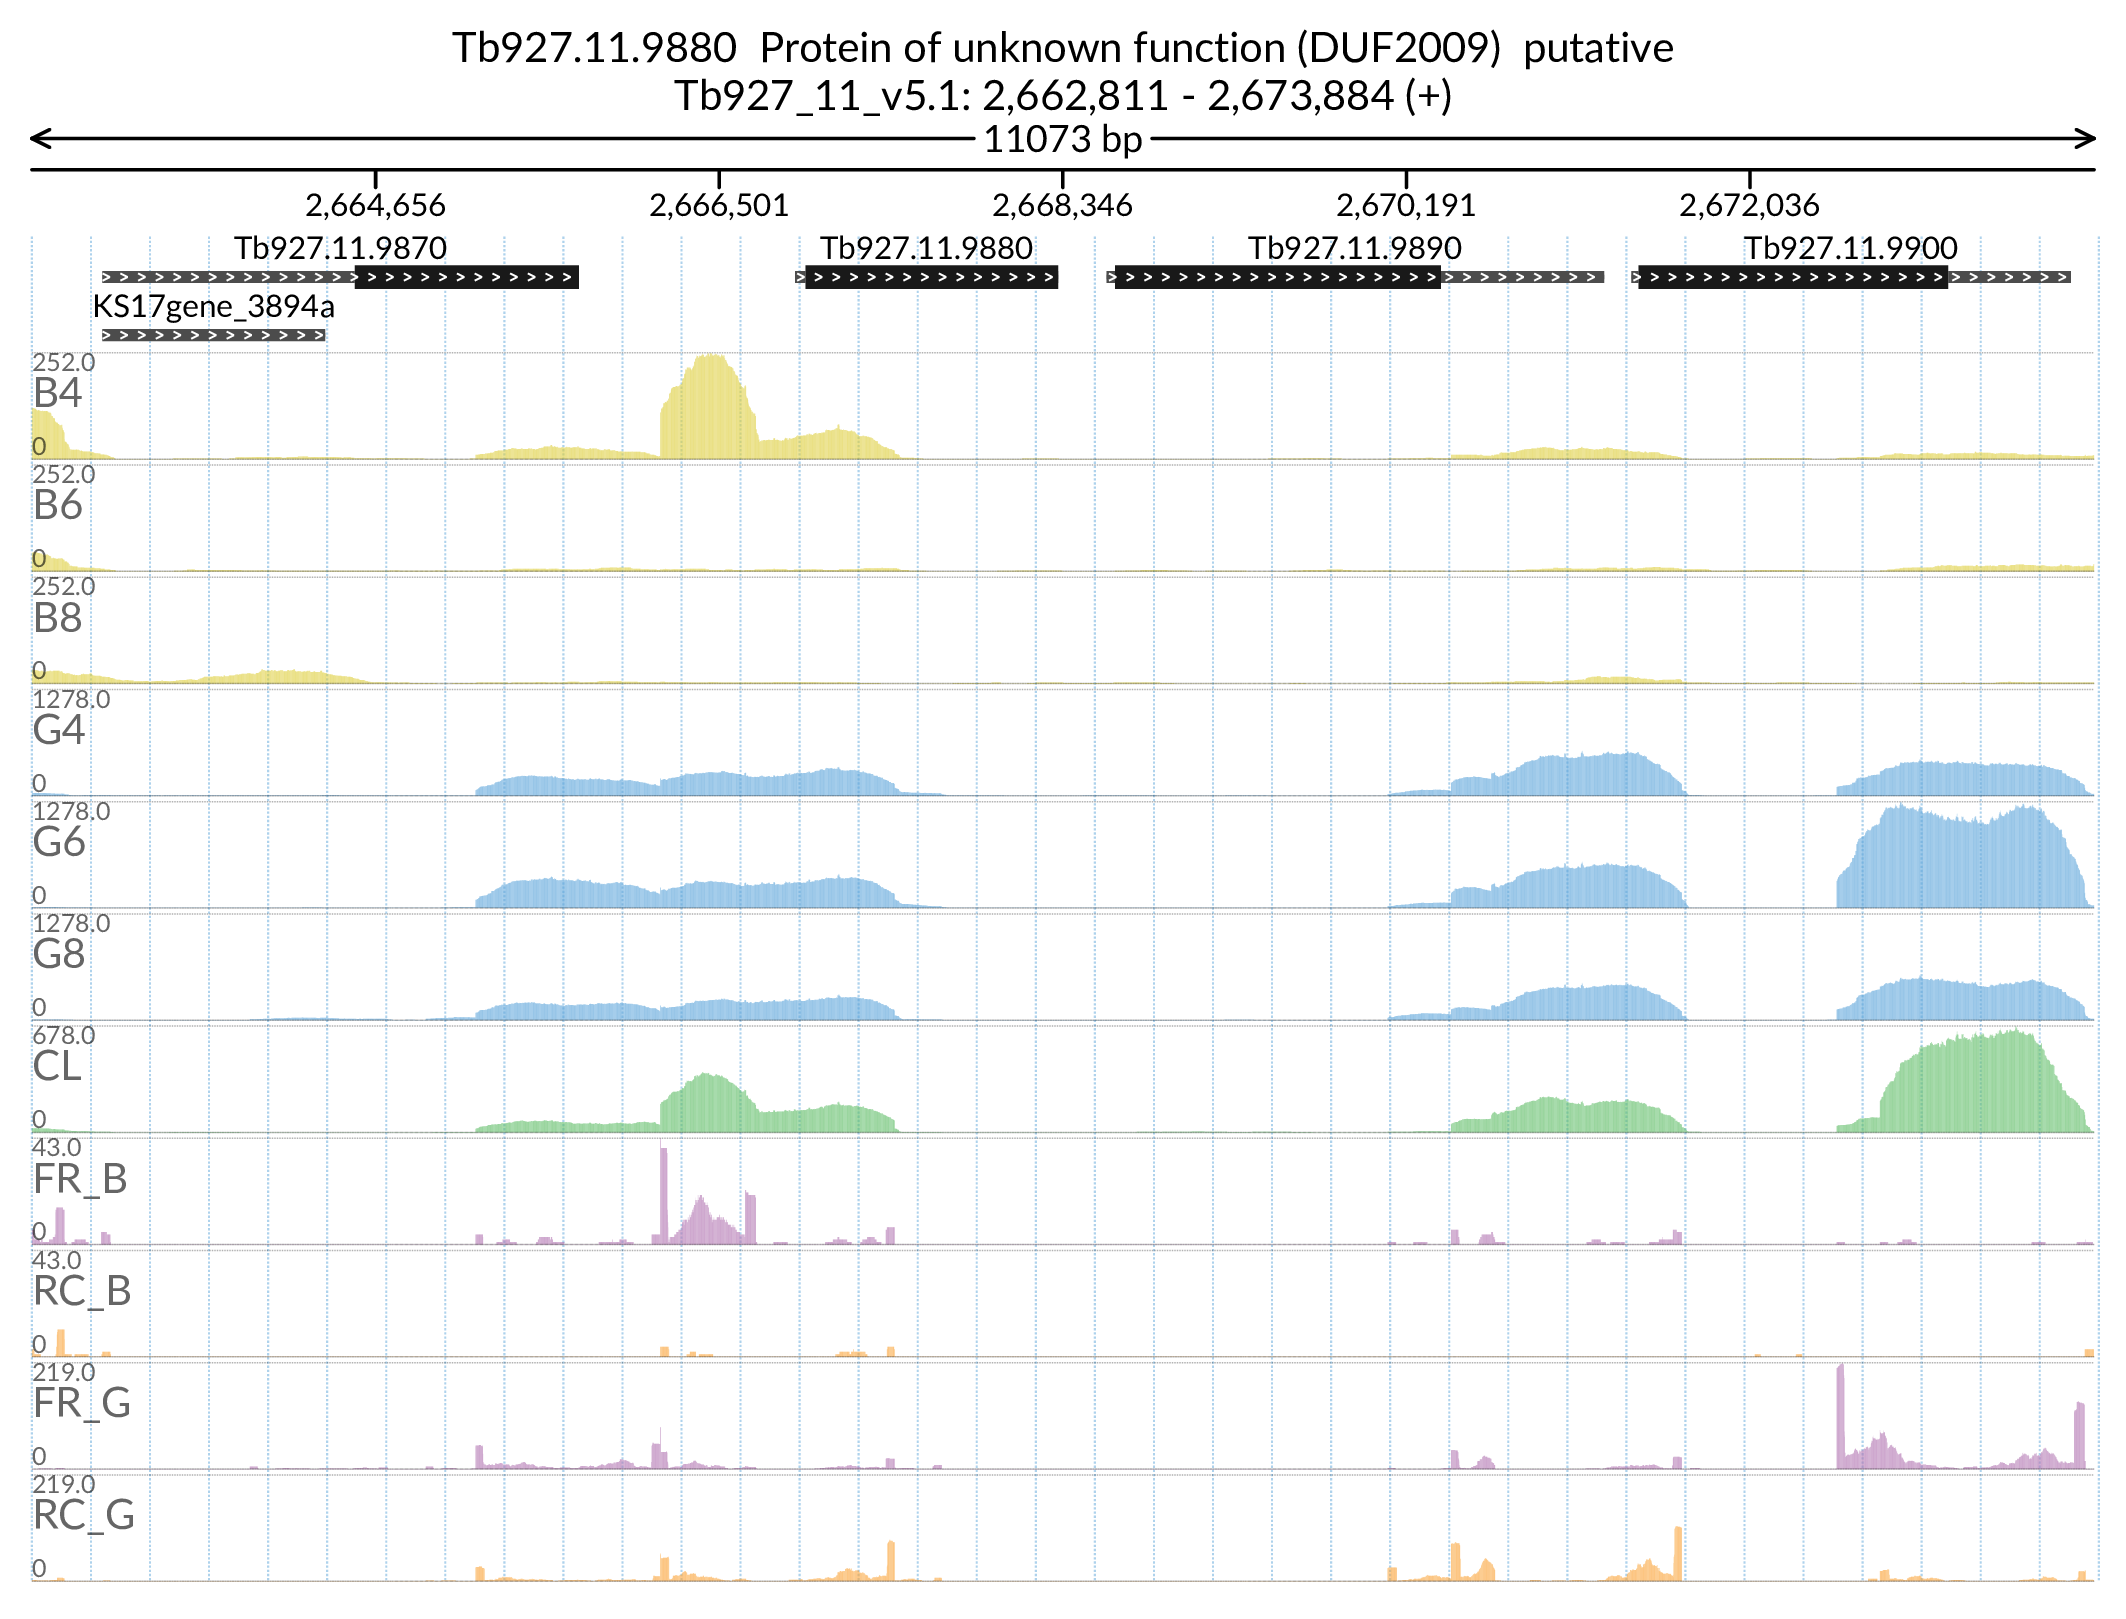 Tb927.11.9880  Protein of unknown function (DUF2009)  putative
Tb927_11_v5.1: 2,662,811 - 2,673,884 (+)
11073 bp
2,664,656 2,666,501 2,668,346 2,670,191 2,672,036
Tb927.11.9870 Tb927.11.9880 Tb927.11.9890 Tb927.11.9900
KS17gene_3894a
252.0
B4
0
252.0
B6
0
252.0
B8
0
1278.0
G4
0
1278.0
G6
0
1278.0
G8
0
678.0
CL
0
43.0
FR_B
0
43.0
RC_B
0
219.0
FR_G
0
219.0
RC_G
0